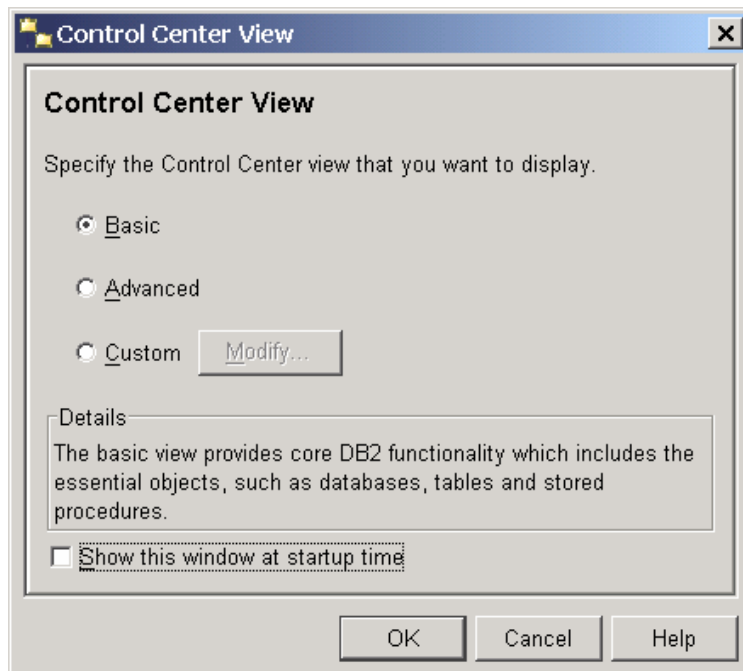 Control Center View
Control Center View
Specify the Control Center view that you want to display.
Basic
Advanced
Custom Modify...
Details
The basic view provides core DB2 functionality which includes the
essential objects, such as databases, tables and stored
procedures.
Show this window at startup time
OK Cancel Help